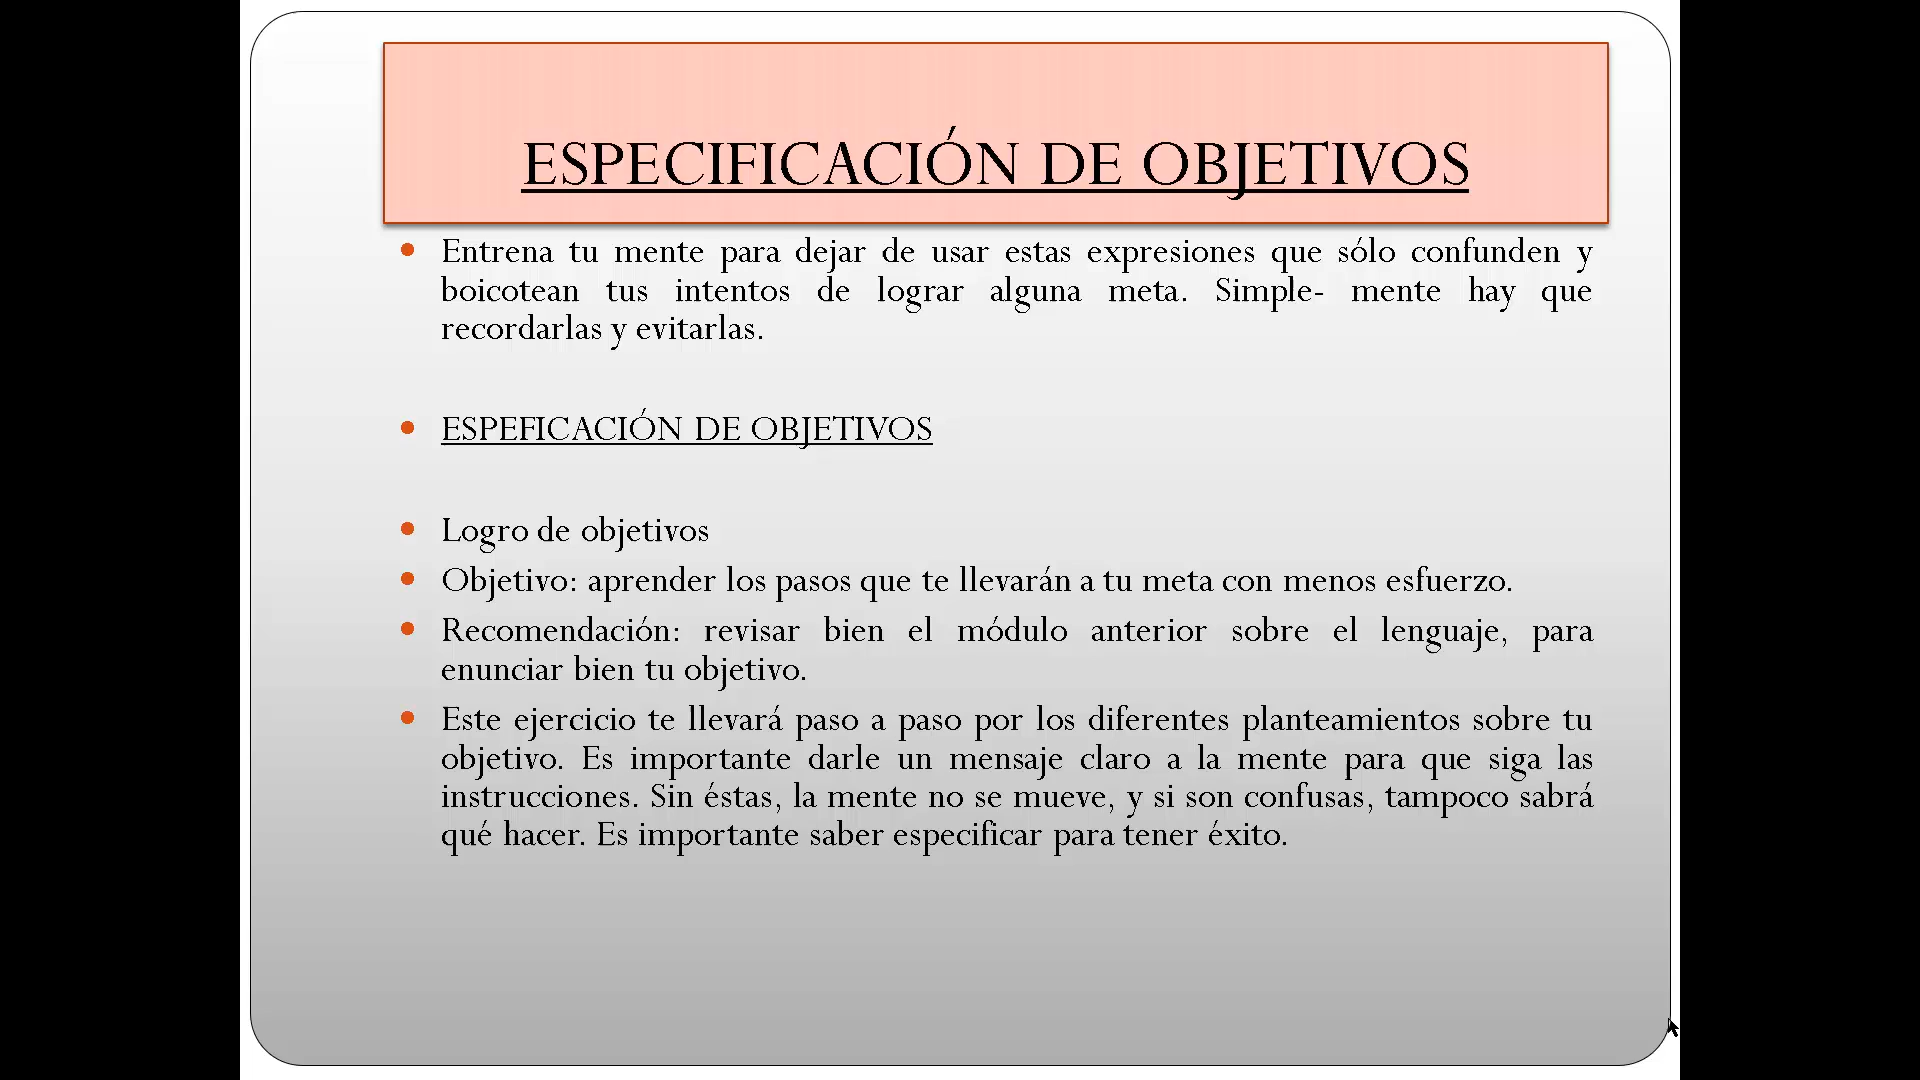 ESPECIFICACIÓN DE OBJETIVOS
Entrena tu mente para dejar de usar estas expresiones que sólo confunden y
boicotean tus intentos de lograr alguna meta. Simple- mente hay que
recordarlas y evitarlas.
ESPEFICACIÓN DE OBJETIVOS
Logro de objetivos
Objetivo: aprender los pasos que te llevarán a tu meta con menos esfuerzo.
Recomendación: revisar bien el módulo anterior sobre el lenguaje, para
enunciar bien tu objetivo.
Este ejercicio te llevará paso a paso por los diferentes planteamientos sobre tu
objetivo. Es importante darle un mensaje claro a la mente para que siga las
instrucciones. Sin éstas, la mente no se mueve, y si son confusas, tampoco sabrá
qué hacer. Es importante saber especificar para tener éxito.